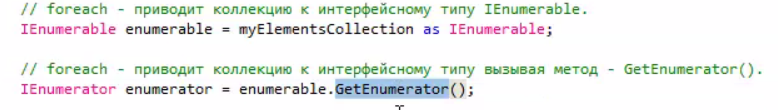 // foreach - приводит коллекцию к интерфейсному типу IEnumerable.
IEnumerable enumerable = myElementsCollection as IEnumerable;
// foreach - приводит коллекцию к интерфейсному типу вызывая метод - GetEnumerator().
IEnumerator enumerator = enumerable.GetEnumerator();